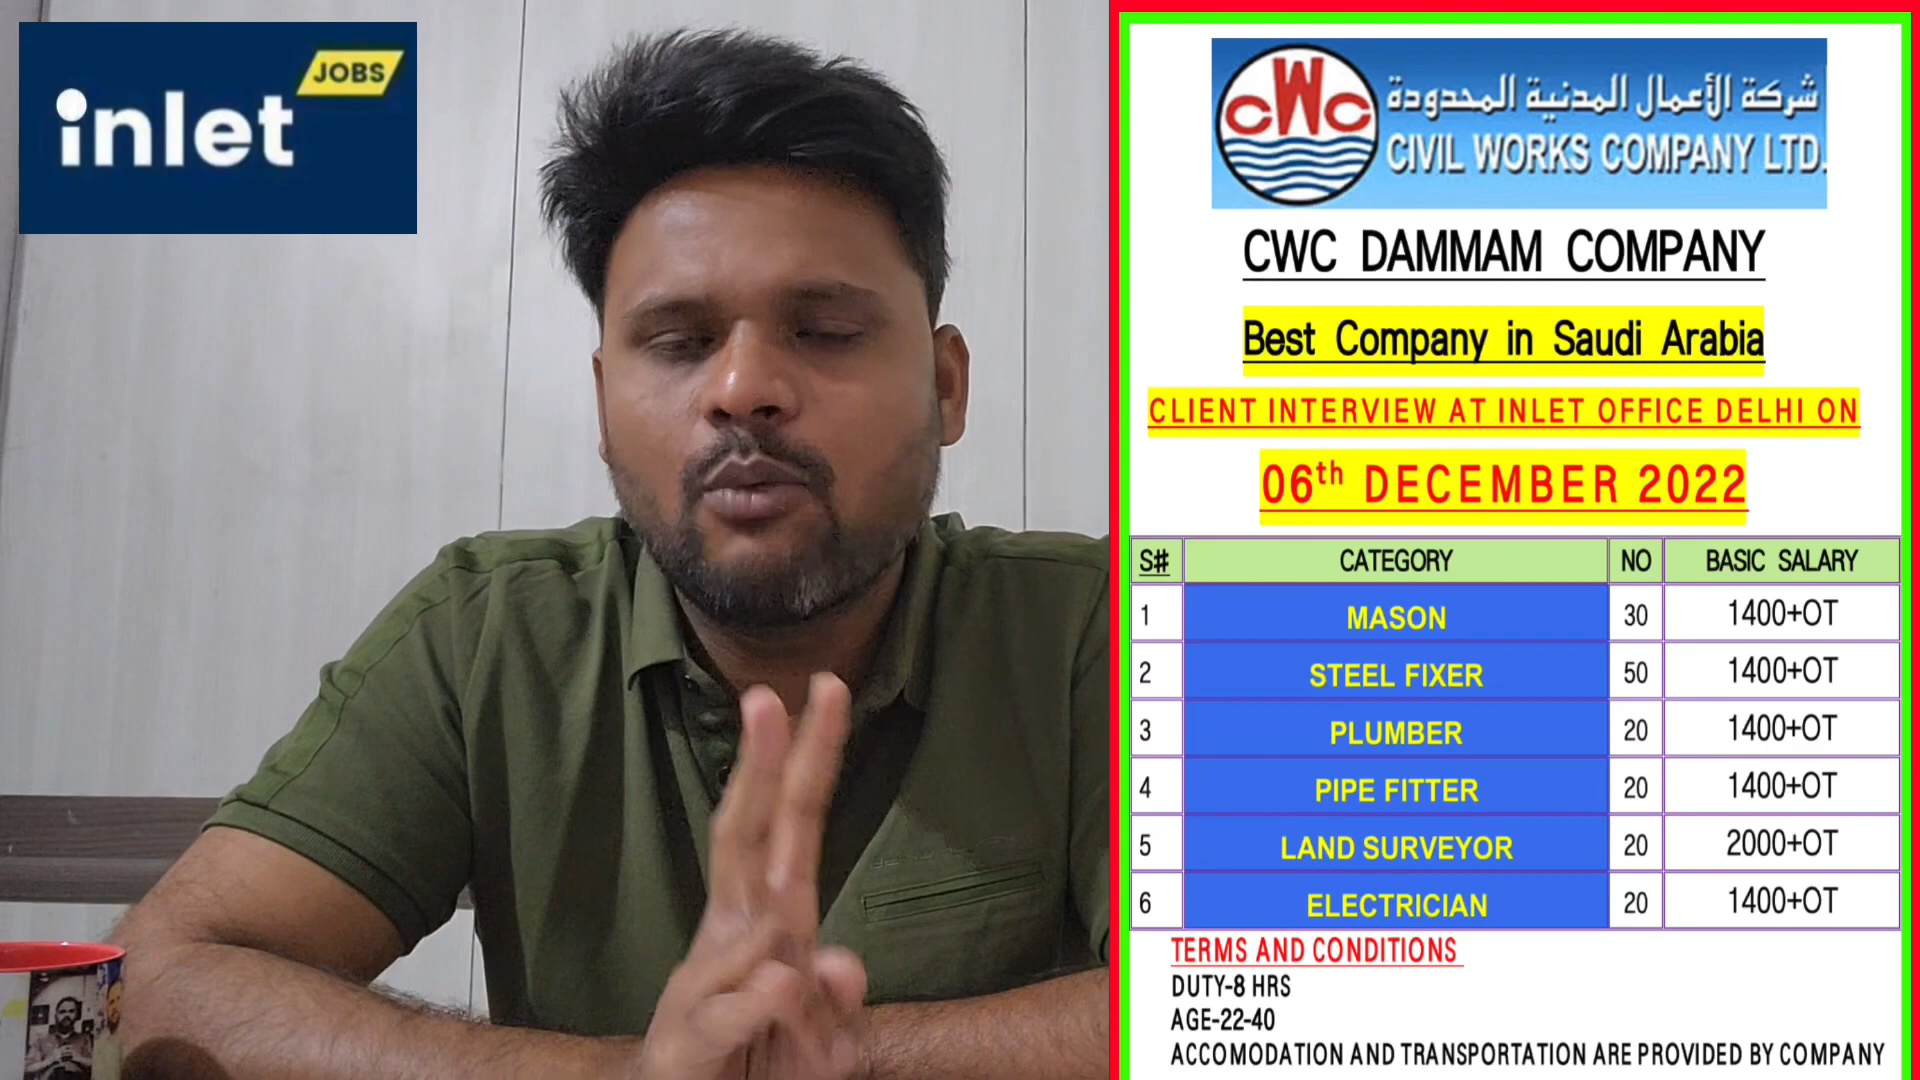 inlet
JOBS
CWC
شركة الأعمال المدنية المحدودة
CIVIL WORKS COMPANY LTD.
CWC DAMMAM COMPANY
Best Company in Saudi Arabia
CLIENT INTERVIEW AT INLET OFFICE DELHI ON
06th DECEMBER 2022
S# CATEGORY NO BASIC SALARY
1 MASON 30 1400+OT
2 STEEL FIXER 50 1400+OT
3 PLUMBER 20 1400+OT
4 PIPE FITTER 20 1400+OT
5 LAND SURVEYOR 20 2000+OT
6 ELECTRICIAN 20 1400+OT
TERMS AND CONDITIONS
DUTY-8 HRS
AGE-22-40
ACCOMODATION AND TRANSPORTATION ARE PROVIDED BY COMPANY